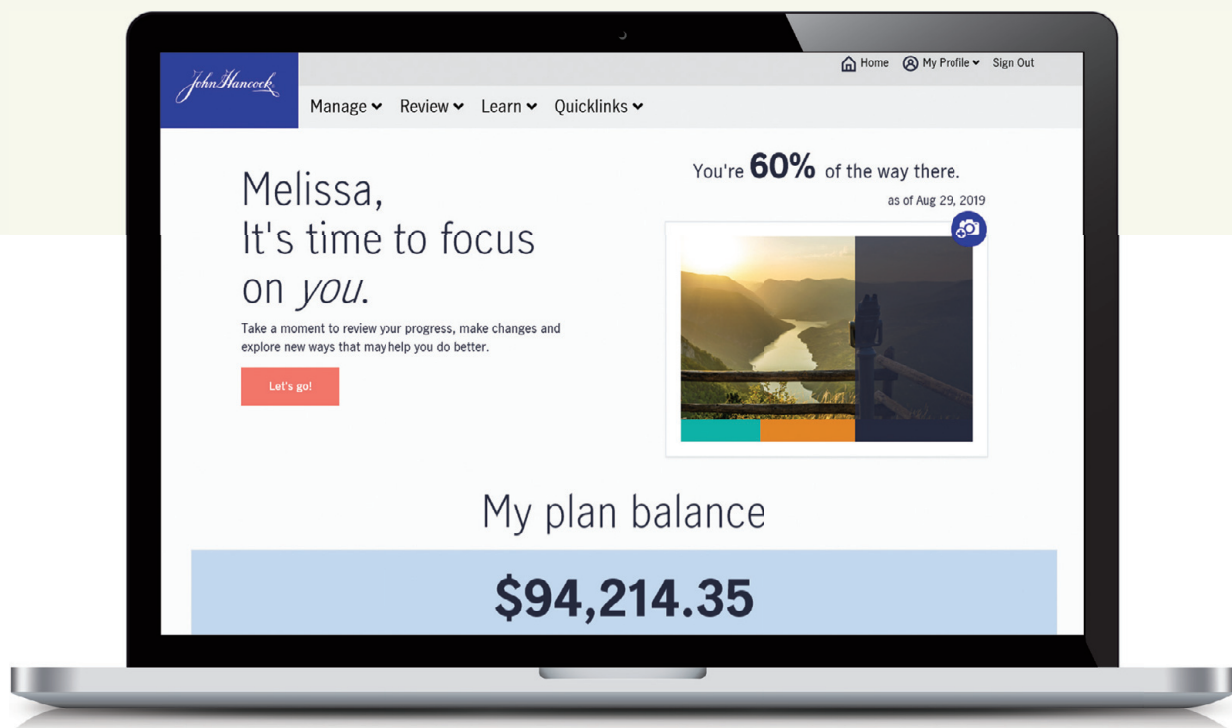 John Hancock
Home My Profile Sign Out
Manage Review Learn Quicklinks
Melissa,
It's time to focus
on you.
Take a moment to review your progress, make changes and
explore new ways that may help you do better.
Let's go!
You're 60% of the way there.
as of Aug 29, 2019
My plan balance
$94,214.35